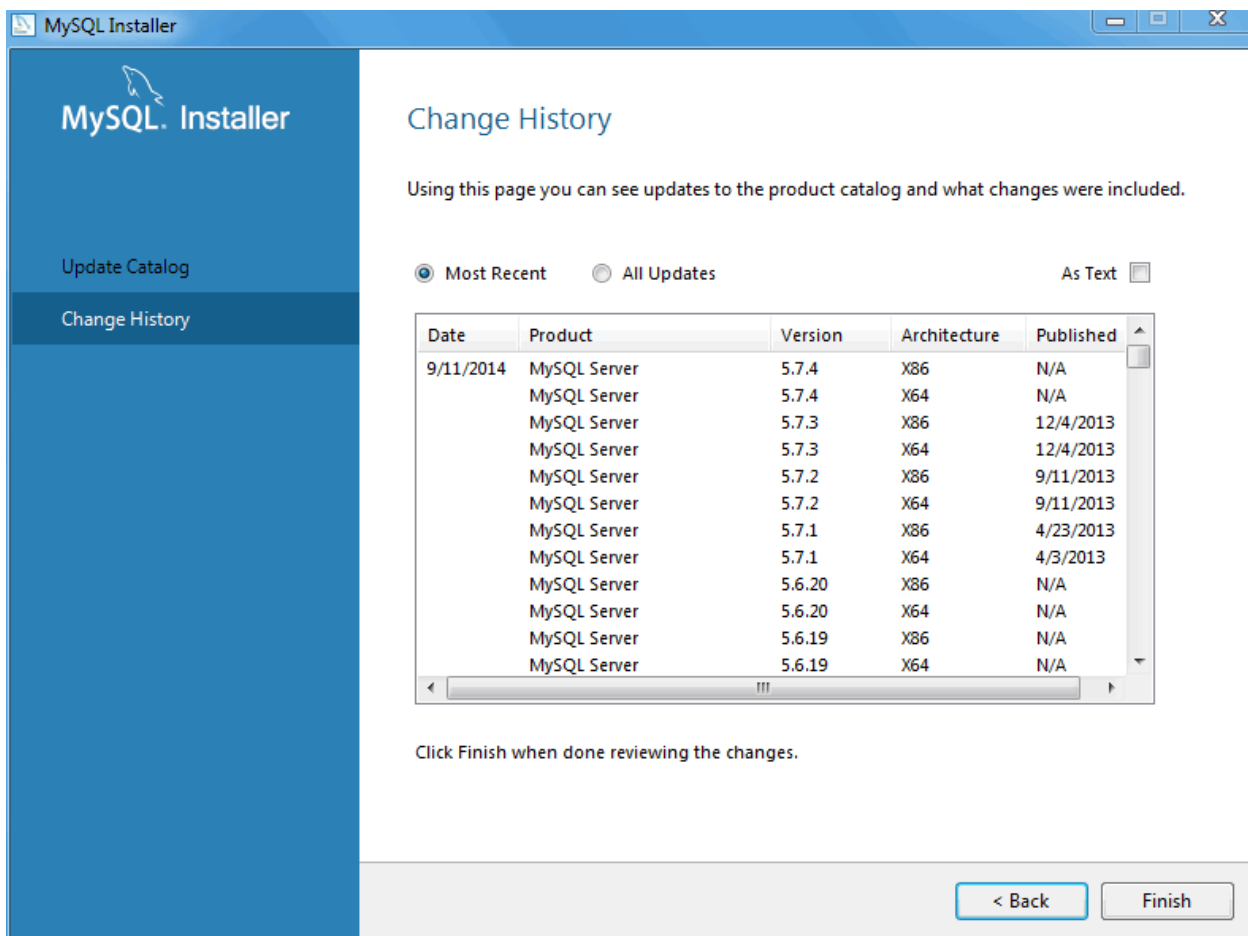 MySQL Installer
MySQL. Installer
Update Catalog
Change History
Change History
Using this page you can see updates to the product catalog and what changes were included.
Most Recent All Updates As Text
Date Product Version Architecture Published
9/11/2014 MySQL Server 5.7.4 X86 N/A
MySQL Server 5.7.4 X64 N/A
MySQL Server 5.7.3 X86 12/4/2013
MySQL Server 5.7.3 X64 12/4/2013
MySQL Server 5.7.2 X86 9/11/2013
MySQL Server 5.7.2 X64 9/11/2013
MySQL Server 5.7.1 X86 4/23/2013
MySQL Server 5.7.1 X64 4/3/2013
MySQL Server 5.6.20 X86 N/A
MySQL Server 5.6.20 X64 N/A
MySQL Server 5.6.19 X86 N/A
MySQL Server 5.6.19 X64 N/A
Click Finish when done reviewing the changes.
< Back Finish